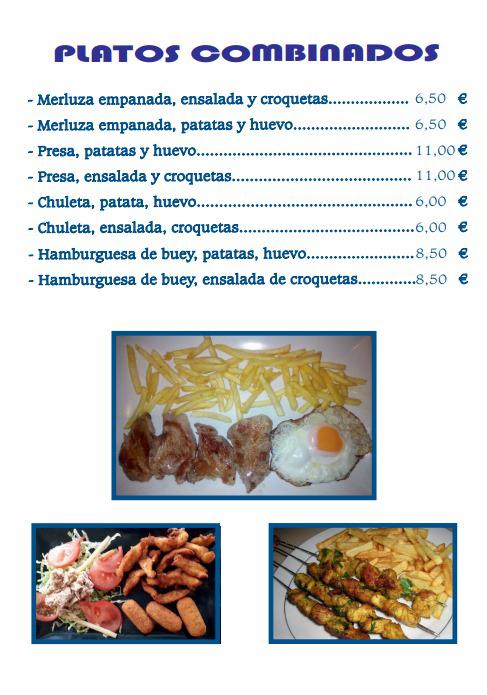 PLATOS COMBINADOS
- Merluza empanada, ensalada y croquetas.................. 6,50 €
- Merluza empanada, patatas y huevo.......................... 6,50 €
- Presa, patatas y huevo................................................ 11,00 €
- Presa, ensalada y croquetas........................................ 11,00 €
- Chuleta, patata, huevo................................................ 6,00 €
- Chuleta, ensalada, croquetas.......................................6,00 €
- Hamburguesa de buey, patatas, huevo........................8,50 €
- Hamburguesa de buey, ensalada de croquetas.............8,50 €